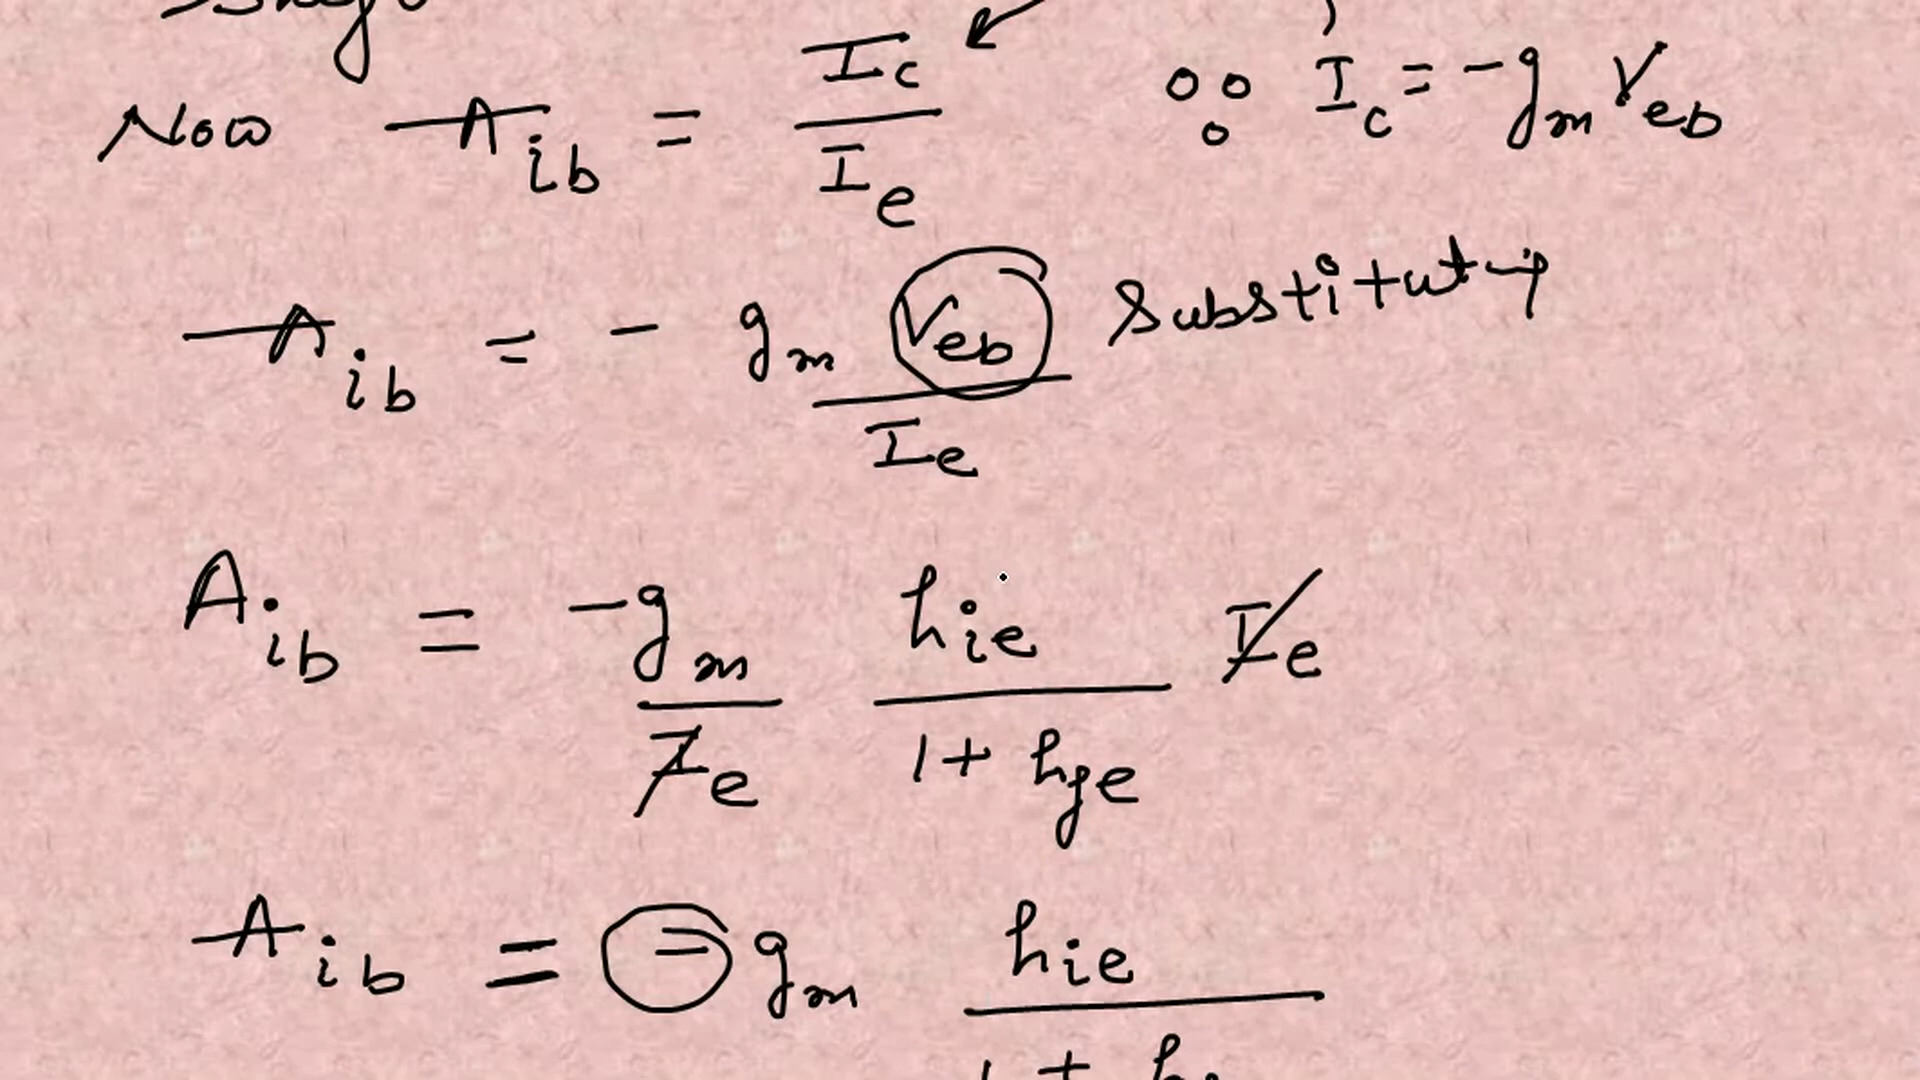 Now A_ib = I_c / I_e ∵ I_c = -g_m V_eb
A_ib = - g_m V_eb / I_e
A_ib = -g_m / I_e h_ie / 1 + h_fe I_e
A_ib = - g_m h_ie / 1 + h